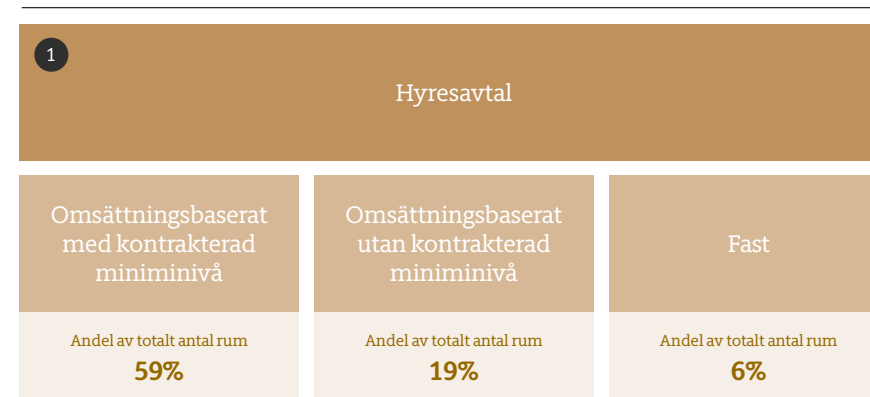 1
Hyresavtal
Omsättningsbaserat
med kontrakterad
miniminivå
Omsättningsbaserat
utan kontrakterad
miniminivå
Fast
Andel av totalt antal rum
59%
Andel av totalt antal rum
19%
Andel av totalt antal rum
6%